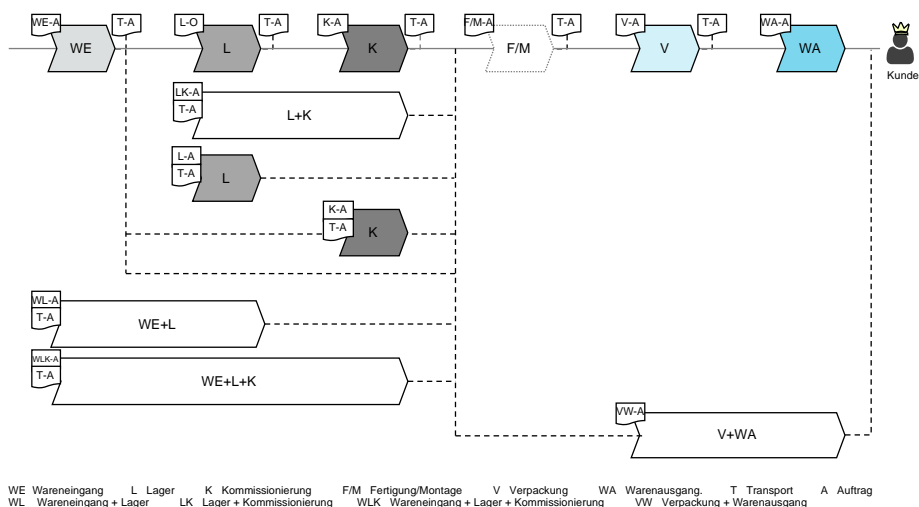 WE-A T-A L-O T-A K-A T-A F/M-A T-A V-A T-A WA-A
WE L K F/M V WA
Kunde
LK-A
T-A
L+K
L-A
T-A
L
K-A
T-A
K
WL-A
T-A
WE+L
WLK-A
T-A
WE+L+K
VW-A
V+WA
WE Wareneingang L Lager K Kommissionierung F/M Fertigung/Montage V Verpackung WA Warenausgang. T Transport A Auftrag
WL Wareneingang + Lager LK Lager + Kommissionierung WLK Wareneingang + Lager + Kommissionierung VW Verpackung + Warenausgang